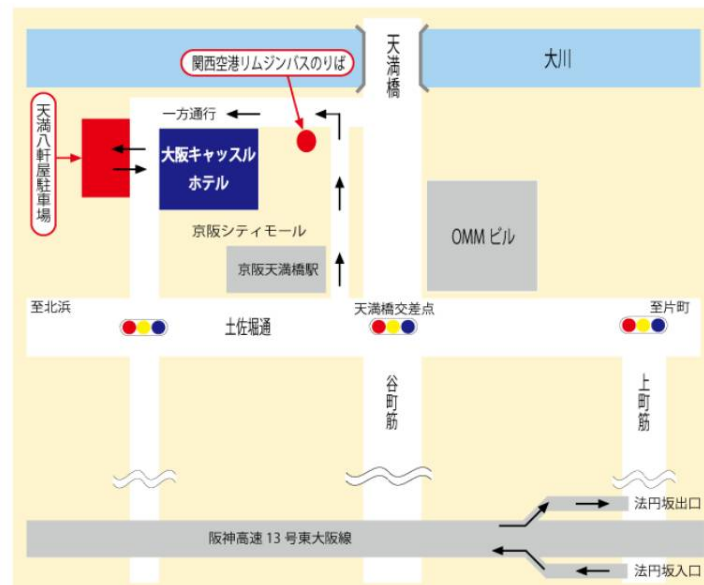 天満橋
大川
関西空港リムジンバスのりば
一方通行
天満八軒屋駐車場
大阪キャッスル
ホテル
京阪シティモール
OMMビル
京阪天満橋駅
至北浜
天満橋交差点
至片町
土佐堀通
谷町筋
上町筋
法円坂出口
阪神高速13号東大阪線
法円坂入口